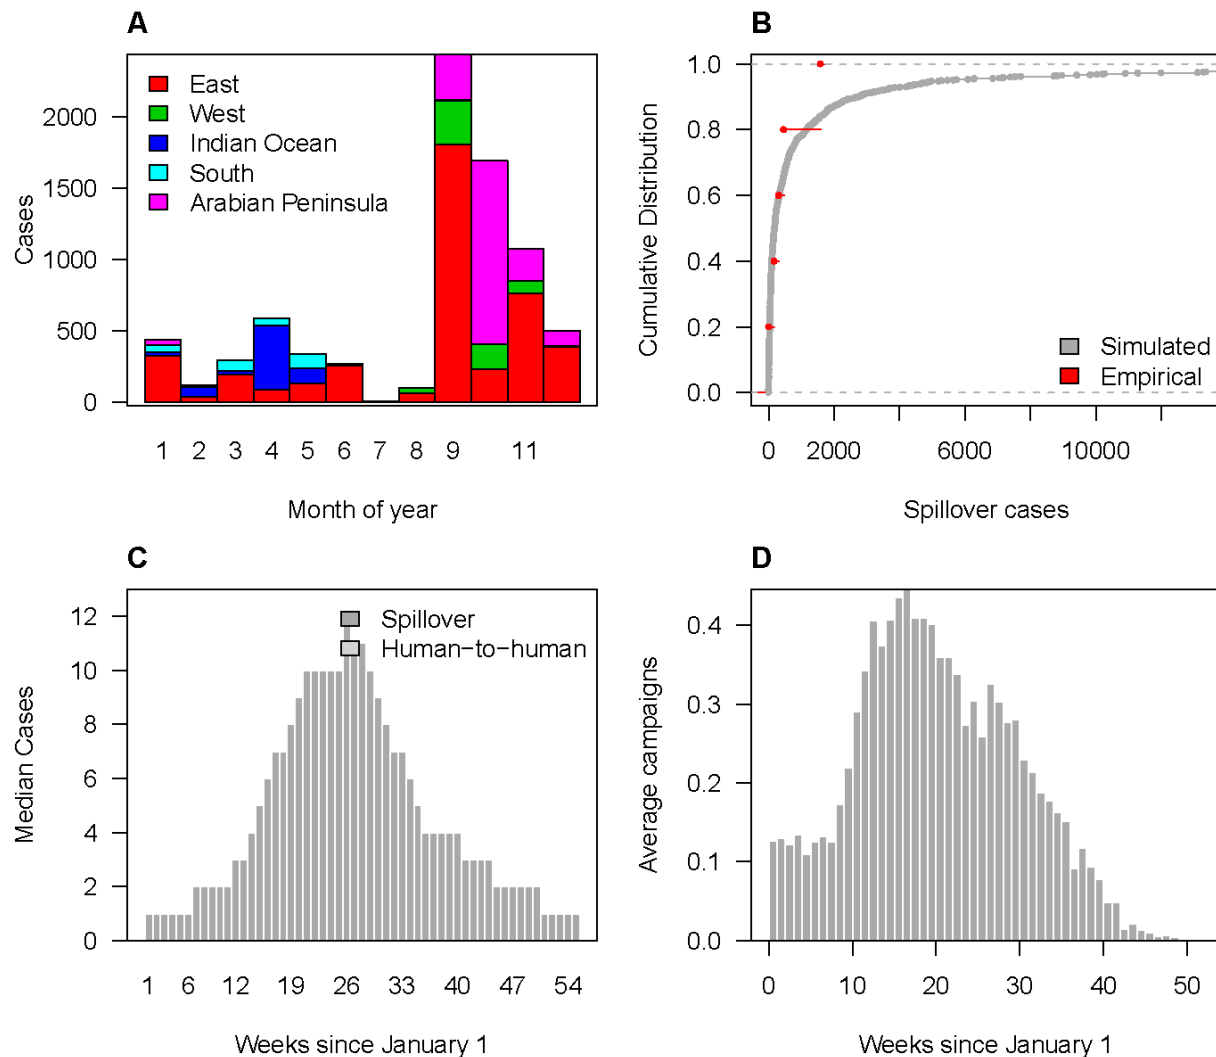 A
Cases
2000
1500
1000
500
0
East
West
Indian Ocean
South
Arabian Peninsula
1 2 3 4 5 6 7 8 9 11
Month of year
B
Cumulative Distribution
1.0
0.8
0.6
0.4
0.2
0.0
Simulated
Empirical
0 2000 6000 10000
Spillover cases
C
Median Cases
12
10
8
6
4
2
0
Spillover
Human−to−human
1 6 12 19 26 33 40 47 54
Weeks since January 1
D
Average campaigns
0.4
0.3
0.2
0.1
0.0
0 10 20 30 40 50
Weeks since January 1